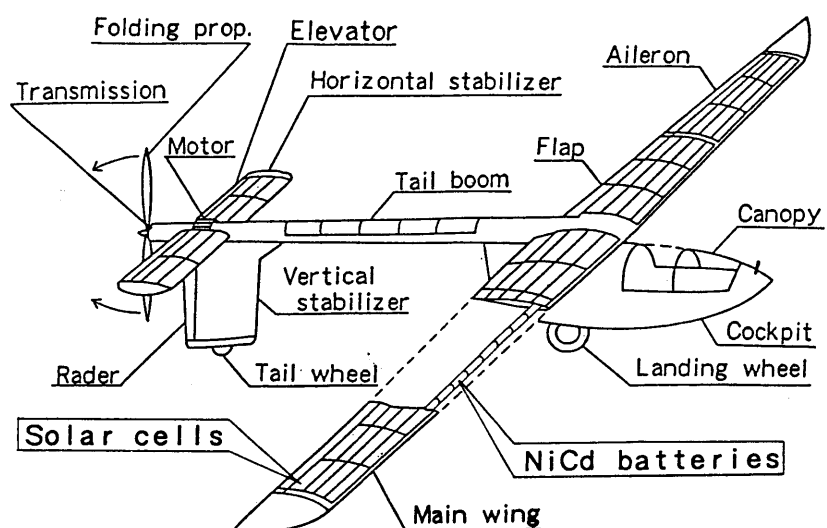 Folding prop.
Elevator
Aileron
Transmission
Horizontal stabilizer
Motor
Flap
Tail boom
Canopy
Vertical
stabilizer
Cockpit
Rader
Tail wheel
Landing wheel
Solar cells
NiCd batteries
Main wing